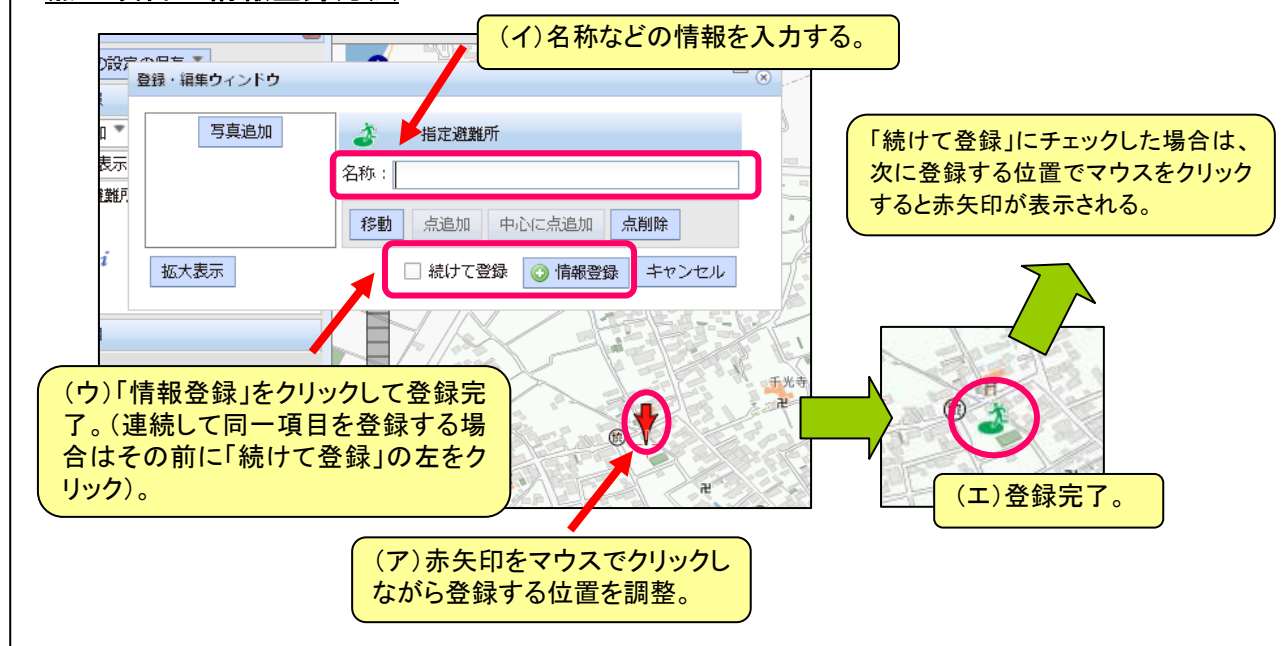 (イ)名称などの情報を入力する。
登録・編集ウィンドウ
写真追加
指定避難所
名称:
移動 点追加 中心に点追加 点削除
拡大表示
続けて登録 情報登録 キャンセル
表示
「続けて登録」にチェックした場合は、
次に登録する位置でマウスをクリック
すると赤矢印が表示される。
(ウ)「情報登録」をクリックして登録完
了。(連続して同一項目を登録する場
合はその前に「続けて登録」の左をク
リック)。
千光寺
(エ)登録完了。
(ア)赤矢印をマウスでクリックし
ながら登録する位置を調整。